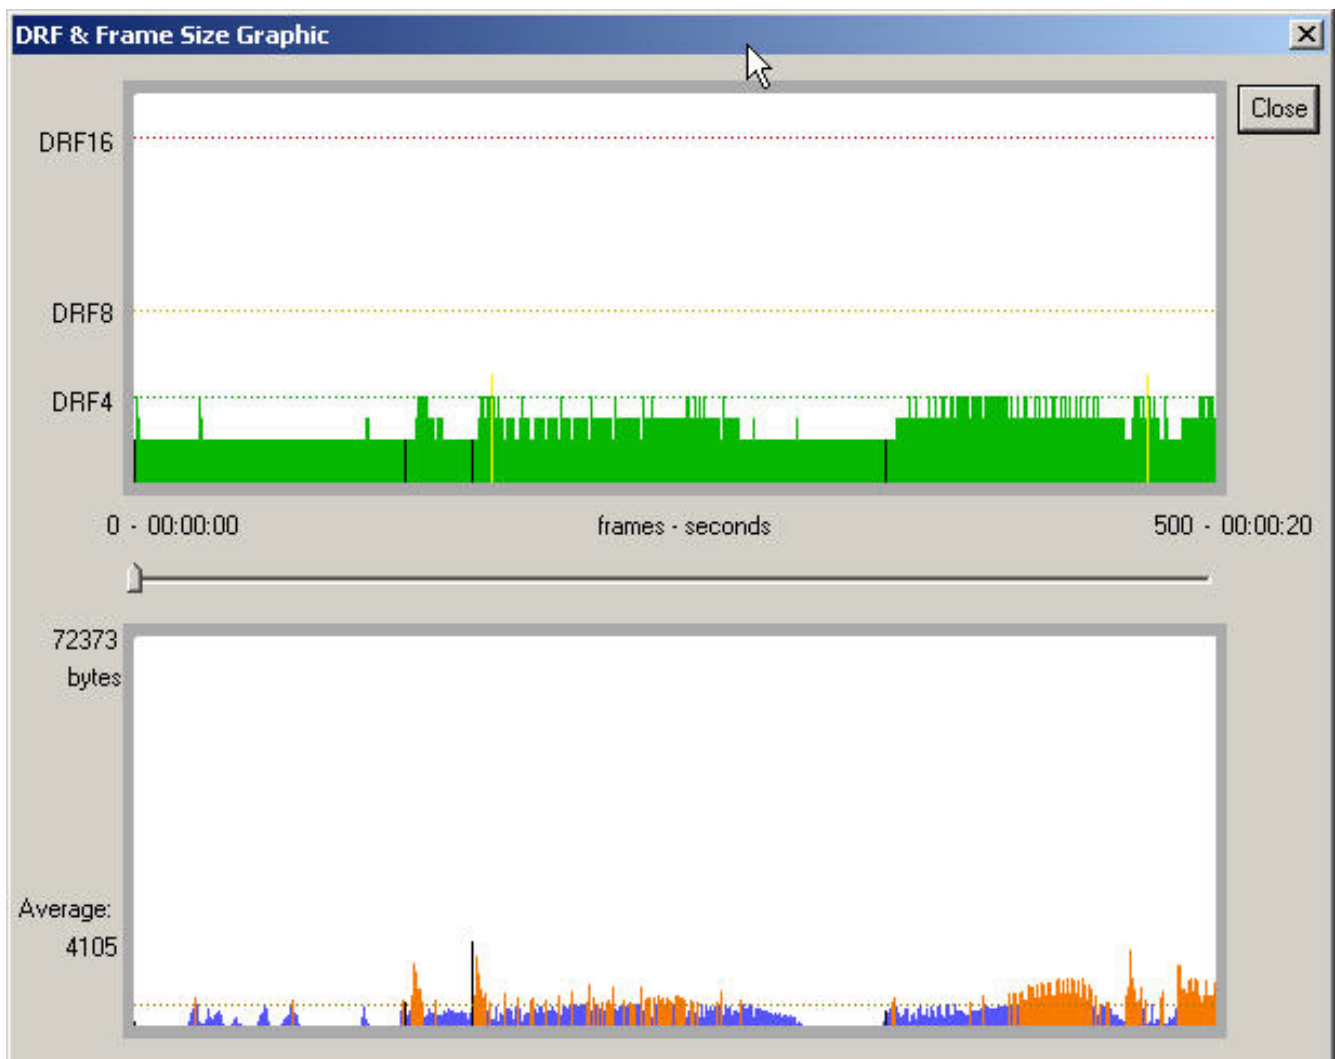 DRF & Frame Size Graphic
Close
DRF16
DRF8
DRF4
0 - 00:00:00 frames - seconds 500 - 00:00:20
72373
bytes
Average:
4105